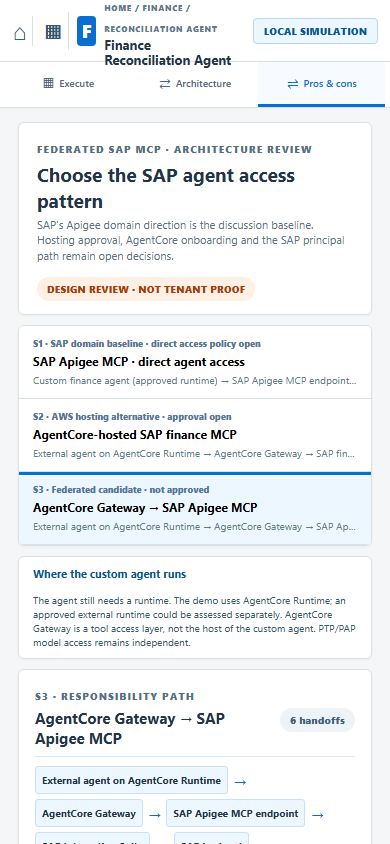 HOME / FINANCE /
RECONCILIATION AGENT
F
Finance
Reconciliation Agent
LOCAL SIMULATION
Execute
Architecture
Pros & cons
FEDERATED SAP MCP · ARCHITECTURE REVIEW
Choose the SAP agent access
pattern
SAP's Apigee domain direction is the discussion baseline.
Hosting approval, AgentCore onboarding and the SAP principal
path remain open decisions.
DESIGN REVIEW · NOT TENANT PROOF
S1 · SAP domain baseline · direct access policy open
SAP Apigee MCP · direct agent access
Custom finance agent (approved runtime) → SAP Apigee MCP endpoint...
S2 · AWS hosting alternative · approval open
AgentCore-hosted SAP finance MCP
External agent on AgentCore Runtime → AgentCore Gateway → SAP fin...
S3 · Federated candidate · not approved
AgentCore Gateway → SAP Apigee MCP
External agent on AgentCore Runtime → AgentCore Gateway → SAP Ap...
Where the custom agent runs
The agent still needs a runtime. The demo uses AgentCore Runtime; an
approved external runtime could be assessed separately. AgentCore
Gateway is a tool access layer, not the host of the custom agent. PTP/PAP
model access remains independent.
S3 · RESPONSIBILITY PATH
AgentCore Gateway → SAP
Apigee MCP
6 handoffs
External agent on AgentCore Runtime →
AgentCore Gateway → SAP Apigee MCP endpoint →